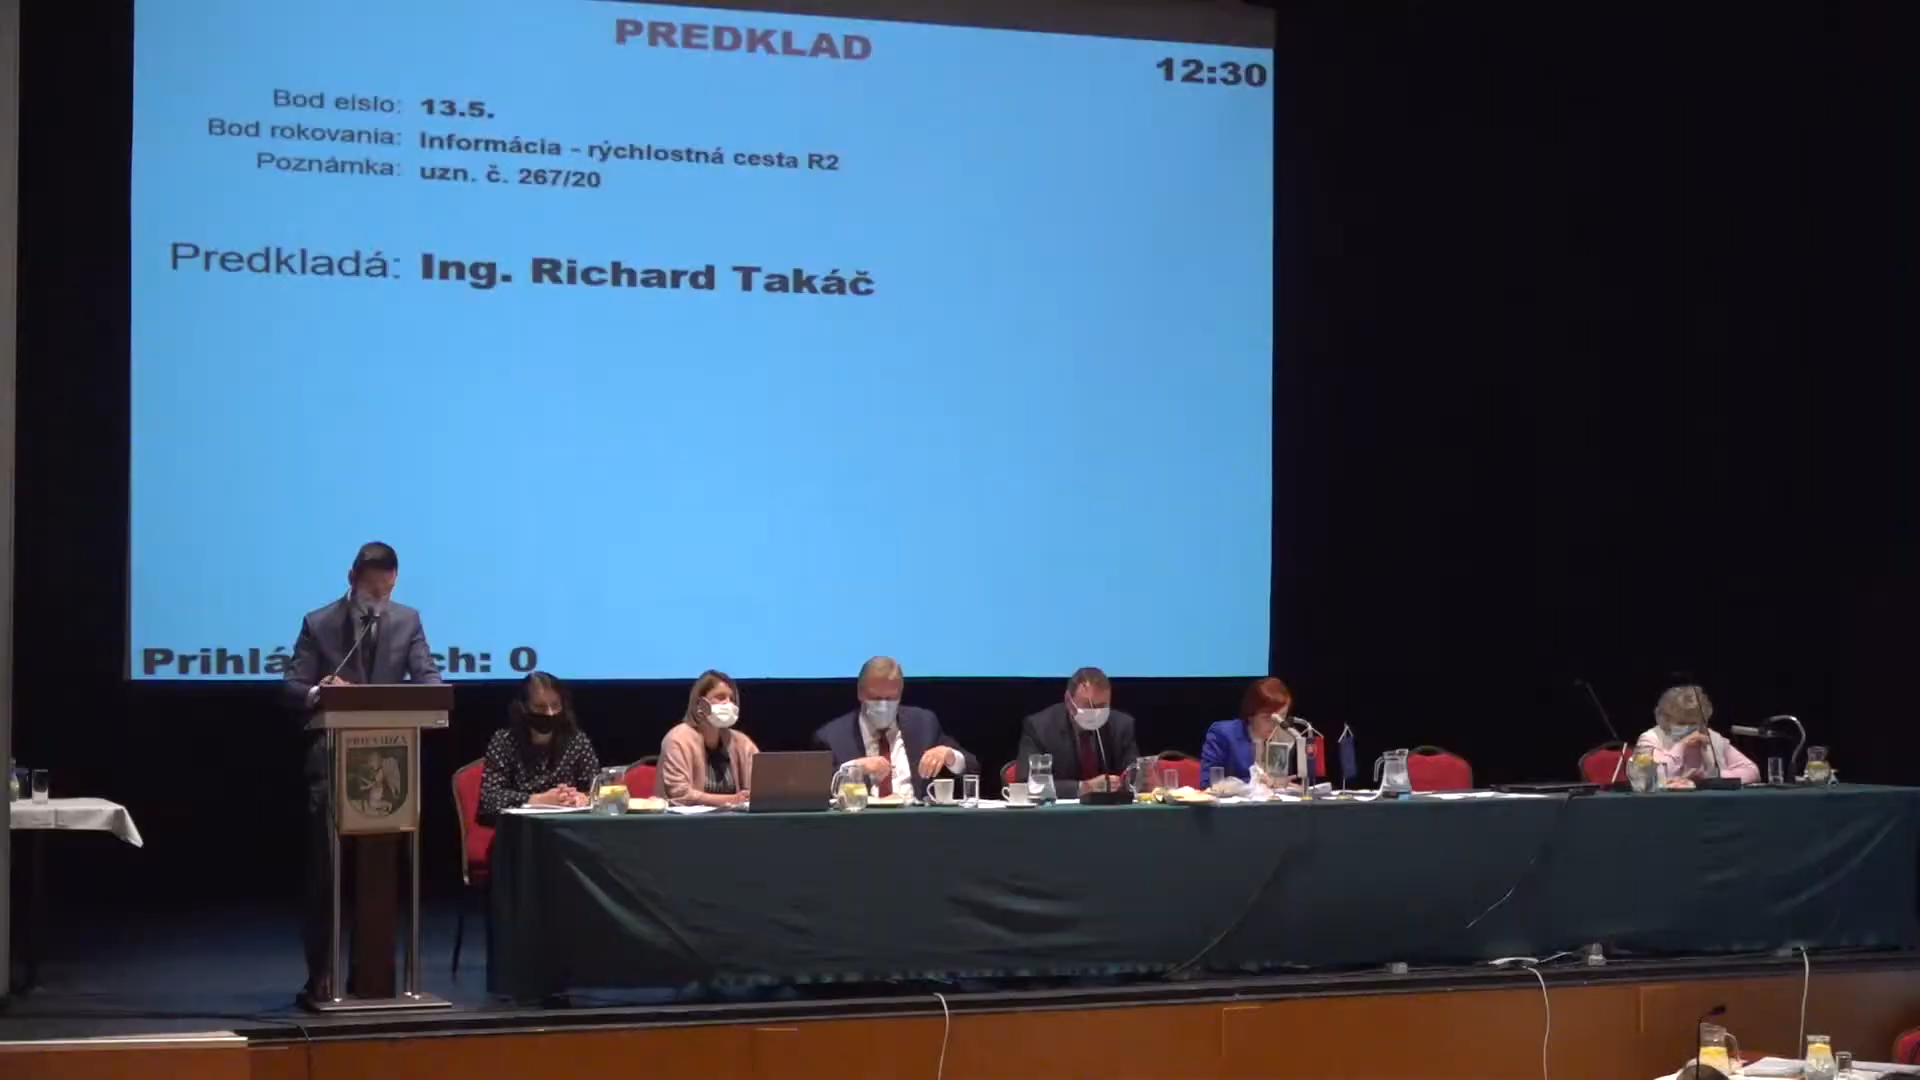 PREDKLAD
12:30
Bod eislo: 13.5.
Bod rokovania: Informácia - rýchlostná cesta R2
Poznámka: uzn. č. 267/20
Predkladá: Ing. Richard Takáč
Prihlá ch: 0
PRIEVIDZA